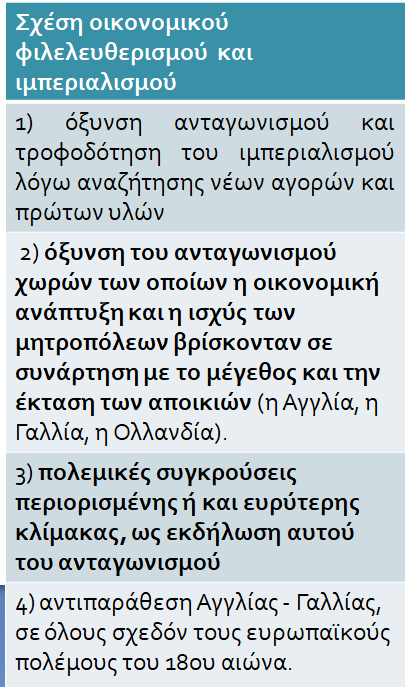 Σχέση οικονομικού
φιλελευθερισμού και
ιμπεριαλισμού
1) όξυνση ανταγωνισμού και
τροφοδότηση του ιμπεριαλισμού
λόγω αναζήτησης νέων αγορών και
πρώτων υλών
2) όξυνση του ανταγωνισμού
χωρών των οποίων η οικονομική
ανάπτυξη και η ισχύς των
μητροπόλεων βρίσκονταν σε
συνάρτηση με το μέγεθος και την
έκταση των αποικιών (η Αγγλία, η
Γαλλία, η Ολλανδία).
3) πολεμικές συγκρούσεις
περιορισμένης ή και ευρύτερης
κλίμακας, ως εκδήλωση αυτού
του ανταγωνισμού
4) αντιπαράθεση Αγγλίας - Γαλλίας,
σε όλους σχεδόν τους ευρωπαϊκούς
πολέμους του 18ου αιώνα.